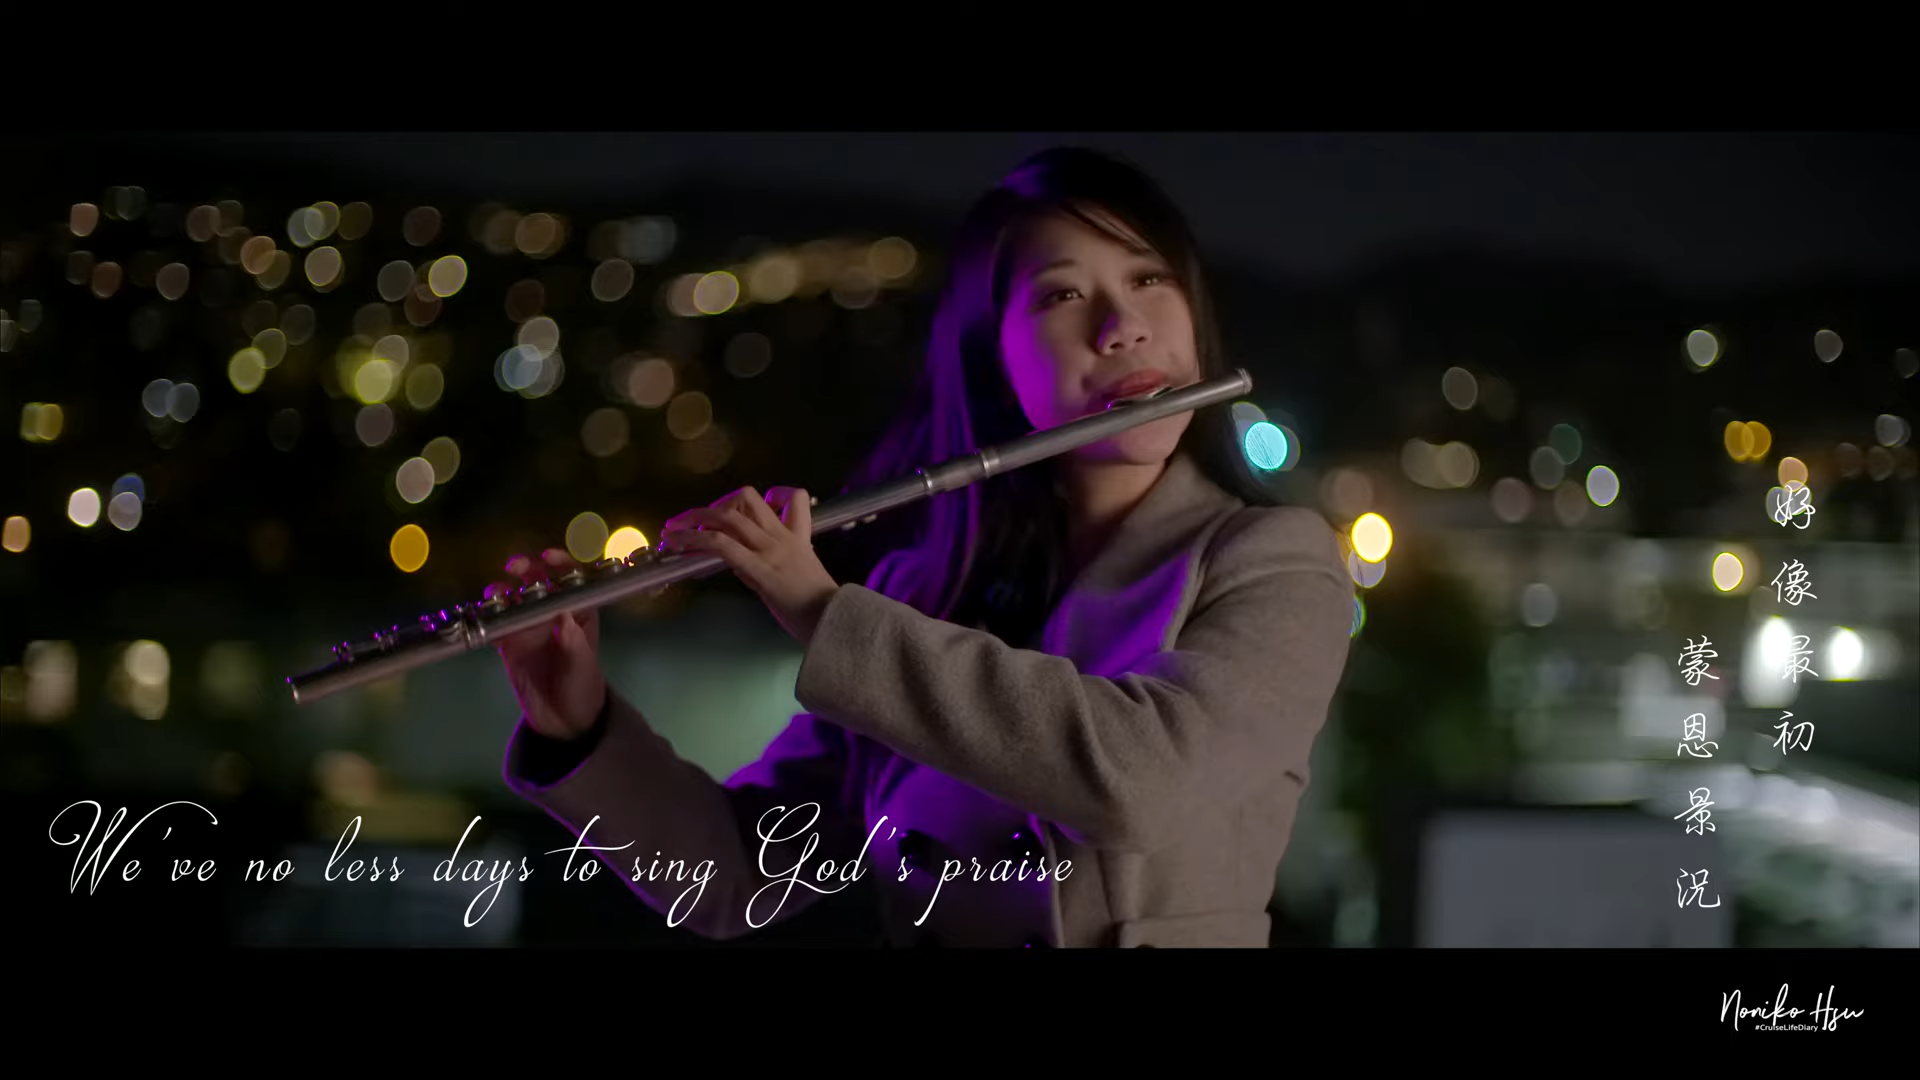 We've no less days to sing God's praise
好像最初
蒙恩景況
Noniko Hsu
#CruiseLifeDiary